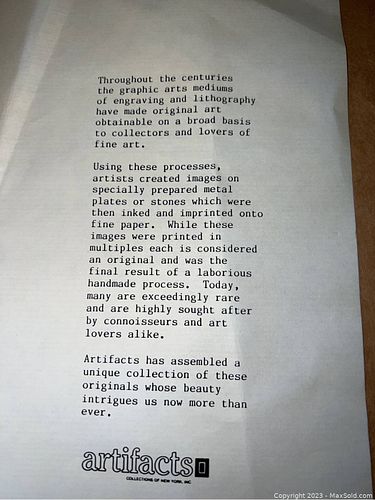 Throughout the centuries
the graphic arts mediums
of engraving and lithography
have made original art
obtainable on a broad basis
to collectors and lovers of
fine art.
Using these processes,
artists created images on
specially prepared metal
plates or stones which were
then inked and imprinted onto
fine paper. While these
images were printed in
multiples each is considered
an original and was the
final result of a laborious
handmade process. Today,
many are exceedingly rare
and are highly sought after
by connoisseurs and art
lovers alike.
Artifacts has assembled a
unique collection of these
originals whose beauty
intrigues us now more than
ever.
artifacts
COLLECTIONS OF NEW YORK, INC
Copyright 2023 - MaxSold.com